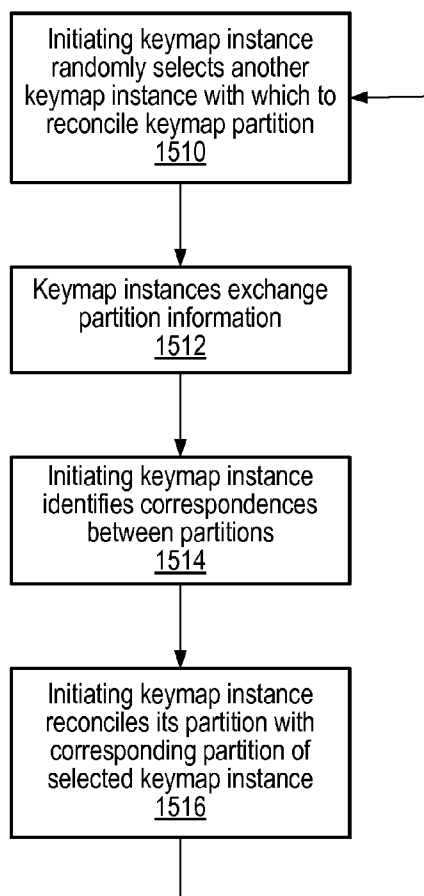 Initiating keymap instance
randomly selects another
keymap instance with which to
reconcile keymap partition
1510
Keymap instances exchange
partition information
1512
Initiating keymap instance
identifies correspondences
between partitions
1514
Initiating keymap instance
reconciles its partition with
corresponding partition of
selected keymap instance
1516